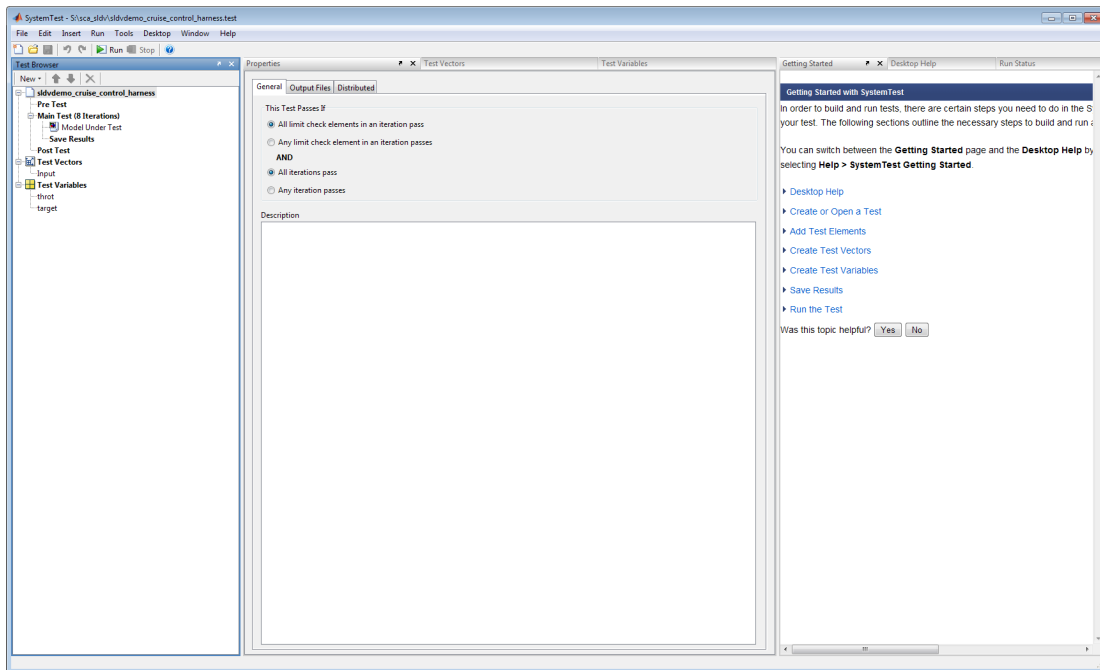 SystemTest - S:\sca_sldv\sldvdemo_cruise_control_harness.test
File Edit Insert Run Tools Desktop Window Help
Run Stop
Test Browser
New
sldvdemo_cruise_control_harness
Pre Test
Main Test (8 Iterations)
Model Under Test
Save Results
Post Test
Test Vectors
Input
Test Variables
throt
target
Properties Test Vectors Test Variables
General Output Files Distributed
This Test Passes If
All limit check elements in an iteration pass
Any limit check element in an iteration passes
AND
All iterations pass
Any iteration passes
Description
Getting Started Desktop Help Run Status
Getting Started with SystemTest
In order to build and run tests, there are certain steps you need to do in the S
your test. The following sections outline the necessary steps to build and run a
You can switch between the Getting Started page and the Desktop Help by
selecting Help > SystemTest Getting Started.
Desktop Help
Create or Open a Test
Add Test Elements
Create Test Vectors
Create Test Variables
Save Results
Run the Test
Was this topic helpful? Yes No